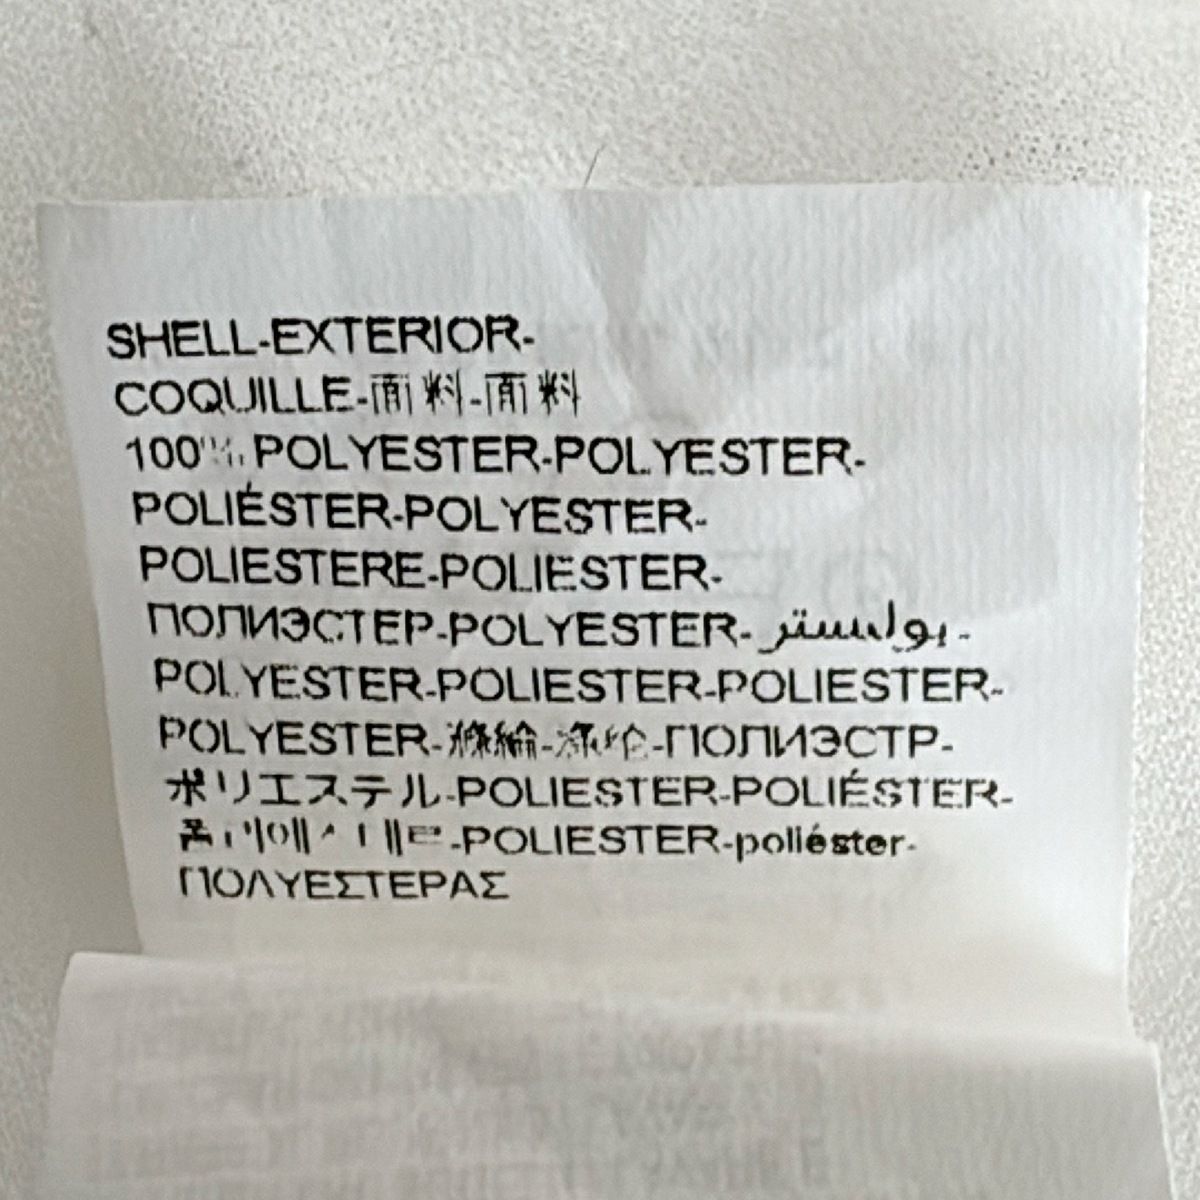 SHELL-EXTERIOR-
COQUILLE-面料-面料
100% POLYESTER-POLYESTER-
POLIÉSTER-POLYESTER-
POLIESTERE-POLIESTER-
ПОЛИЭСТЕР-POLYESTER-بوليستر-
POLYESTER-POLIESTER-POLIESTER-
POLYESTER-滌綸-涤纶-ПОЛИЭСТР-
ポリエステル-POLIESTER-POLIÉSTER-
폴리에스테르-POLIESTER-poliéster-
ΠΟΛΥΕΣΤΕΡΑΣ